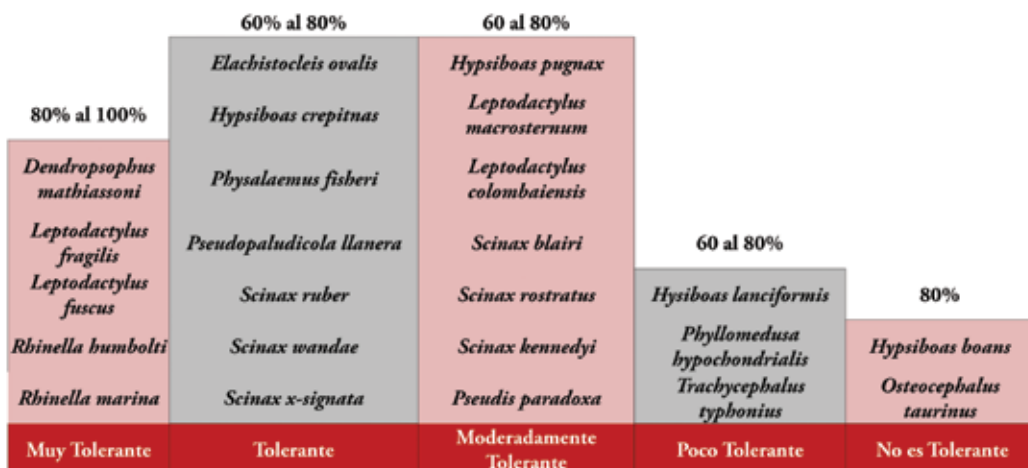 80% al 100%
Dendropsophus
mathiassoni
Leptodactylus
fragilis
Leptodactylus
fuscus
Rhinella humbolti
Rhinella marina
Muy Tolerante
60% al 80%
Elachistocleis ovalis
Hypsiboas crepitnas
Physalaemus fisheri
Pseudopaludicola llanera
Scinax ruber
Scinax wandae
Scinax x-signata
Tolerante
60 al 80%
Hypsiboas pugnax
Leptodactylus
macrosternum
Leptodactylus
colombaiensis
Scinax blairi
Scinax rostratus
Scinax kennedyi
Pseudis paradoxa
Moderadamente
Tolerante
60 al 80%
Hysiboas lanciformis
Phyllomedusa
hypochondrialis
Trachycephalus
typhonius
Poco Tolerante
80%
Hypsiboas boans
Osteocephalus
taurinus
No es Tolerante